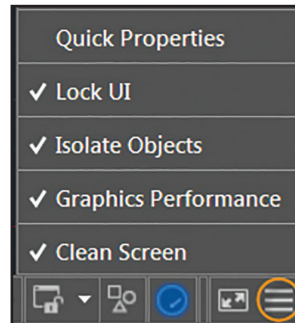 Quick Properties
✓ Lock UI
✓ Isolate Objects
✓ Graphics Performance
✓ Clean Screen